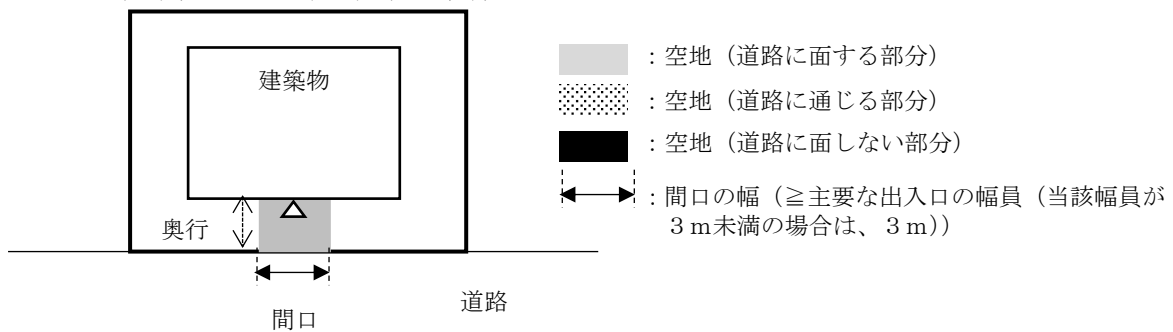 建築物
奥行
間口
道路
：空地（道路に面する部分）
：空地（道路に通じる部分）
：空地（道路に面しない部分）
：間口の幅（≧主要な出入口の幅員（当該幅員が
３ｍ未満の場合は、３ｍ））